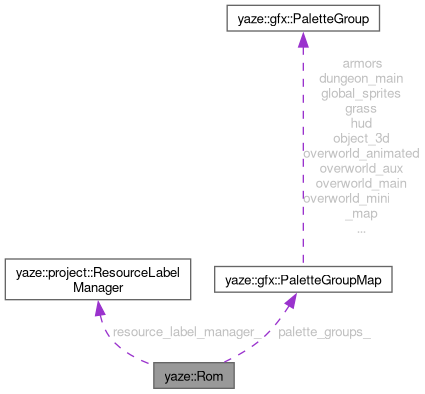 yaze::gfx::PaletteGroup
armors
dungeon_main
global_sprites
grass
hud
object_3d
overworld_animated
overworld_aux
overworld_main
overworld_mini
_map
...
yaze::project::ResourceLabel
Manager
yaze::gfx::PaletteGroupMap
resource_label_manager_
palette_groups_
yaze::Rom